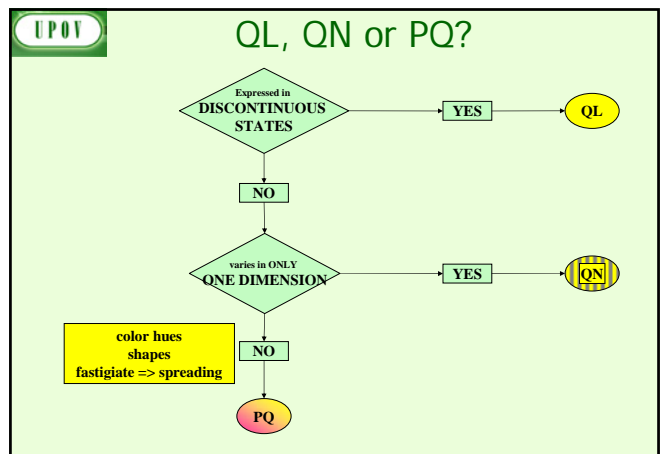 UPOV
QL, QN or PQ?
Expressed in
DISCONTINUOUS
STATES
YES
QL
NO
varies in ONLY
ONE DIMENSION
YES
QN
color hues
shapes
fastigiate => spreading
NO
PQ